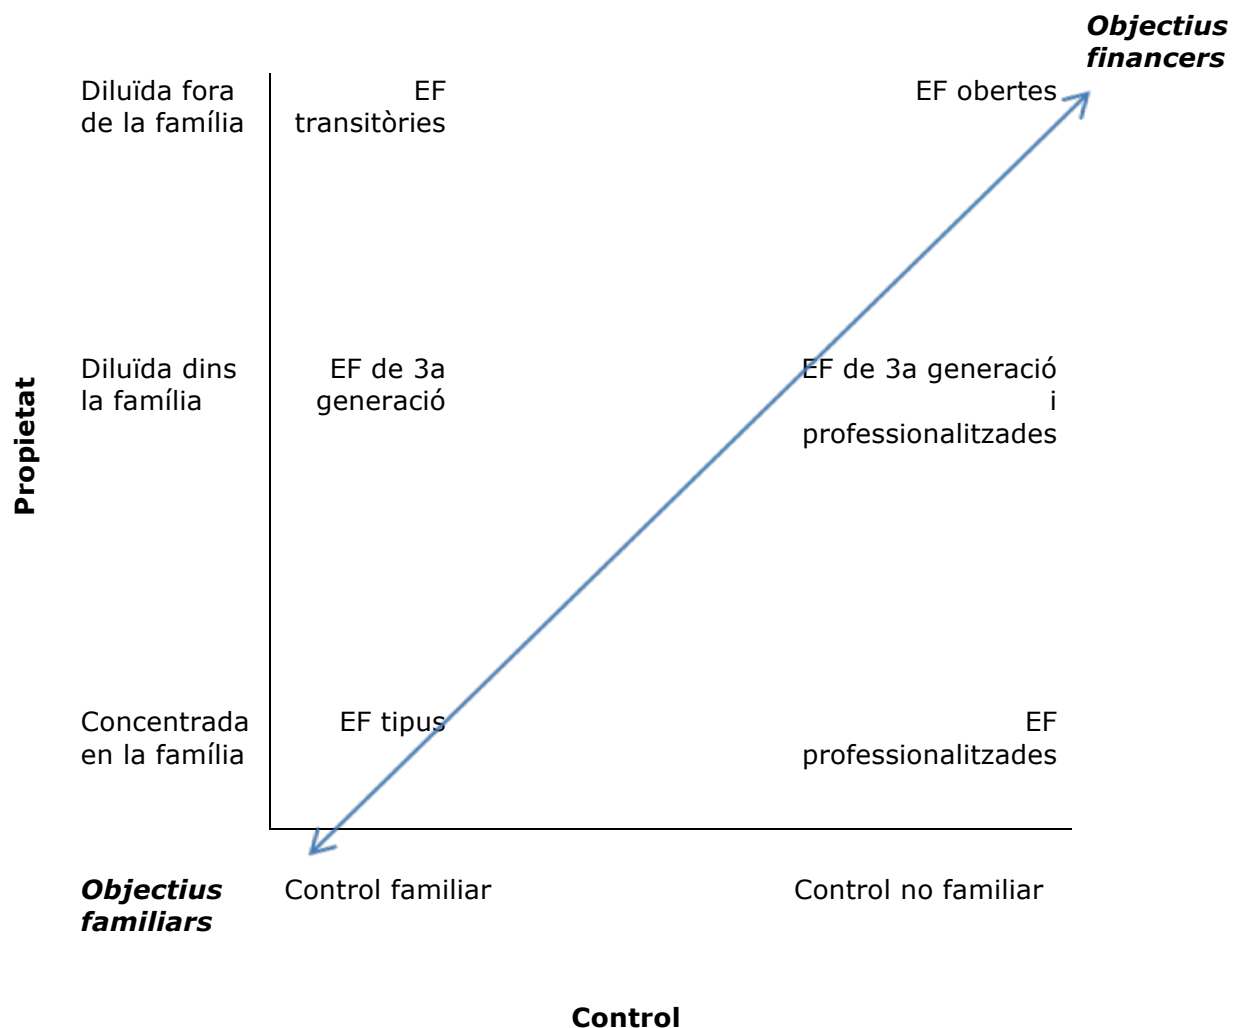 Objectius
financers
Diluïda fora
de la família
EF
transitòries
EF obertes
Propietat
Diluïda dins
la família
EF de 3a
generació
EF de 3a generació
i
professionalitzades
Concentrada
en la família
EF tipus
EF
professionalitzades
Objectius
familiars
Control familiar
Control no familiar
Control